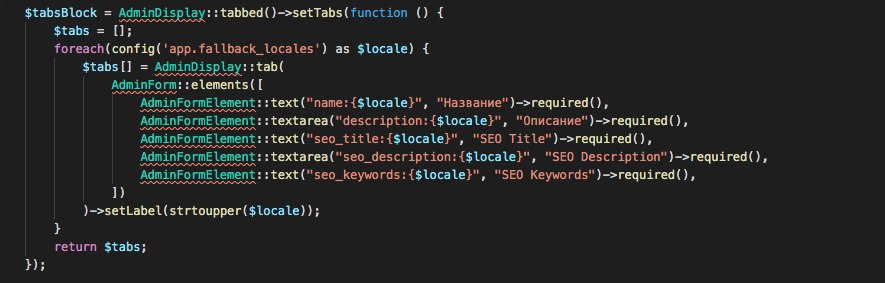 $tabsBlock = AdminDisplay::tabbed()->setTabs(function () {
    $tabs = [];
    foreach(config('app.fallback_locales') as $locale) {
        $tabs[] = AdminDisplay::tab(
            AdminForm::elements([
                AdminFormElement::text("name:{$locale}", "Название")->required(),
                AdminFormElement::textarea("description:{$locale}", "Описание")->required(),
                AdminFormElement::textarea("seo_title:{$locale}", "SEO Title")->required(),
                AdminFormElement::textarea("seo_description:{$locale}", "SEO Description")->required(),
                AdminFormElement::text("seo_keywords:{$locale}", "SEO Keywords")->required(),
            ])
        )->setLabel(strtoupper($locale));
    }
    return $tabs;
});